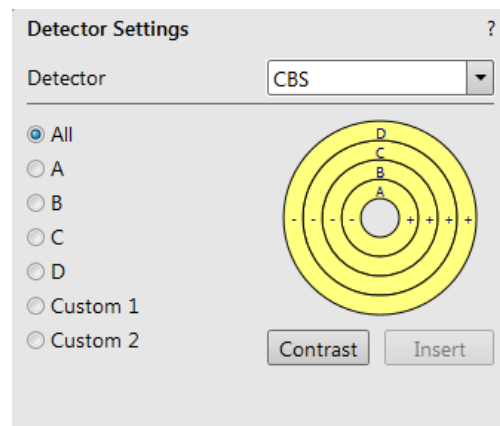 Detector Settings ?
Detector CBS
All
A
B
C
D
Custom 1
Custom 2
D
C
B
A
- - - - + + + +
Contrast Insert